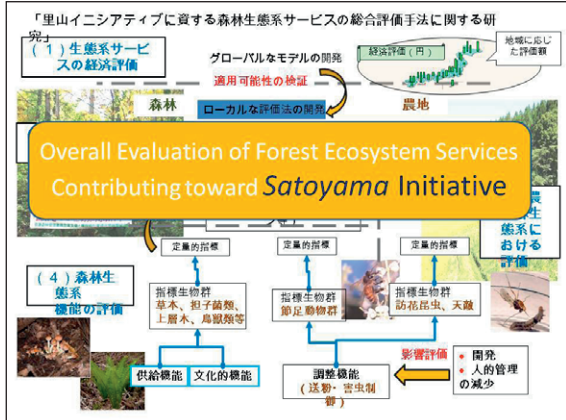 「里山イニシアティブに資する森林生態系サービスの総合評価手法に関する研
究」
（１）生態系サービ
スの経済評価
グローバルなモデルの開発
適用可能性の検証
経済評価（円）
地域に応じ
た評価額
森林
ローカルな評価法の開発
農地
Overall Evaluation of Forest Ecosystem Services
Contributing toward Satoyama Initiative
態系に
おける
評価
定量的指標
定量的指標
定量的指標
（４）森林生
態系
機能の評価
指標生物群
草本、担子菌類、
上層木、鳥獣類等
指標生物群
節足動物群
指標生物群
訪花昆虫、天敵
供給機能
文化的機能
調整機能
（送粉・害虫制
御）
影響評価
• 開発
• 人的管理
の減少